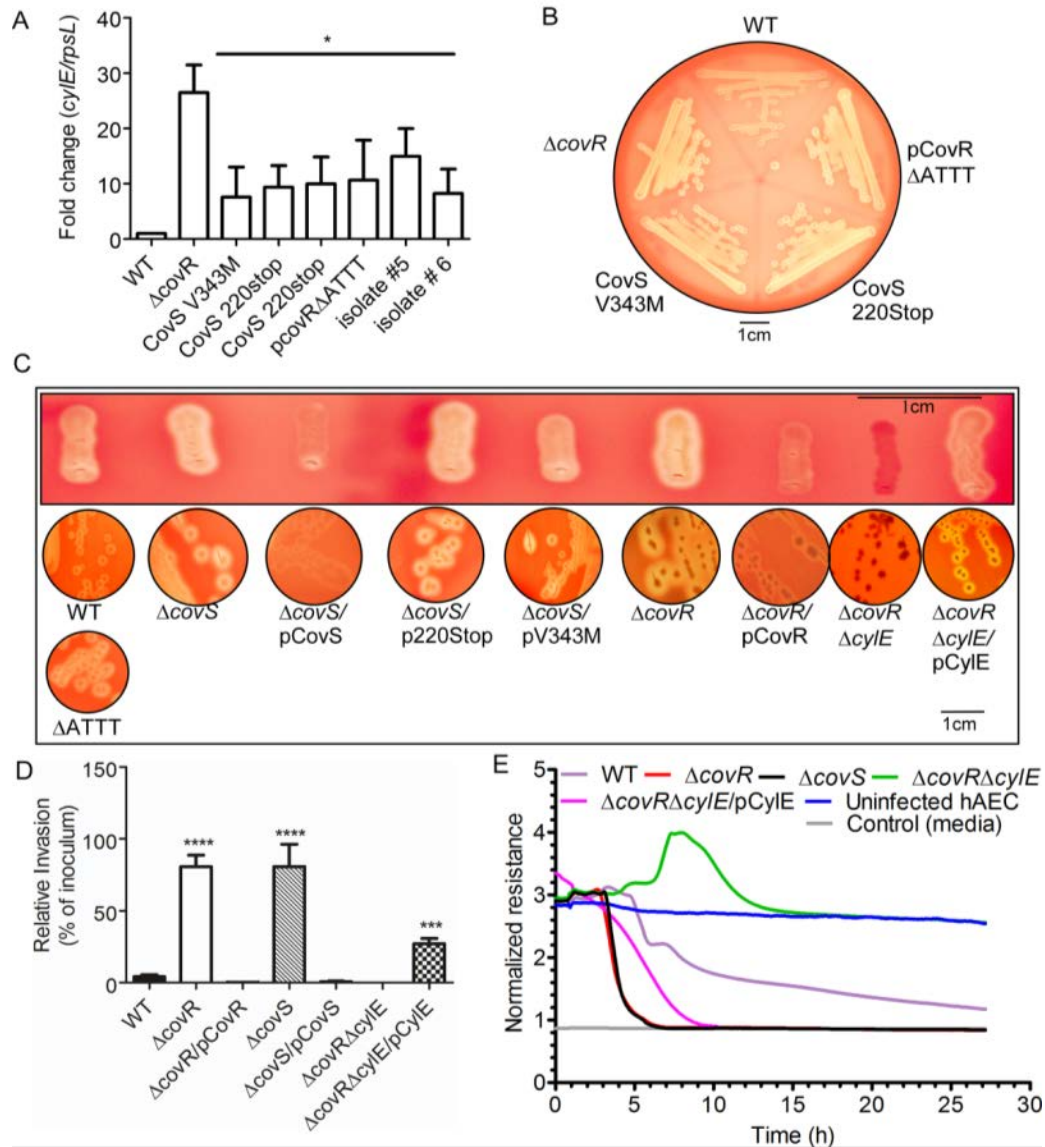 A
Fold change (cylE/rpsL)
40
30
20
10
0
*
WT
ΔcovR
CovS V343M
CovS 220stop
CovS 220stop
pcovRΔATTT
isolate #5
isolate # 6
B
WT
ΔcovR
pCovR
ΔATTT
CovS
V343M
CovS
220Stop
1cm
C
1cm
WT
ΔcovS
ΔcovS/
pCovS
ΔcovS/
p220Stop
ΔcovS/
pV343M
ΔcovR
ΔcovR/
pCovR
ΔcovR
ΔcylE
ΔcovR
ΔcylE/
pCylE
ΔATTT
1cm
D
Relative Invasion
(% of inoculum)
150
100
50
0
****
****
***
WT
ΔcovR
ΔcovR/pCovR
ΔcovS
ΔcovS/pCovS
ΔcovRΔcylE
ΔcovRΔcylE/pCylE
E
WT ΔcovR ΔcovS ΔcovRΔcylE
ΔcovRΔcylE/pCylE Uninfected hAEC
Control (media)
Normalized resistance
5
4
3
2
1
0
0 5 10 15 20 25 30
Time (h)